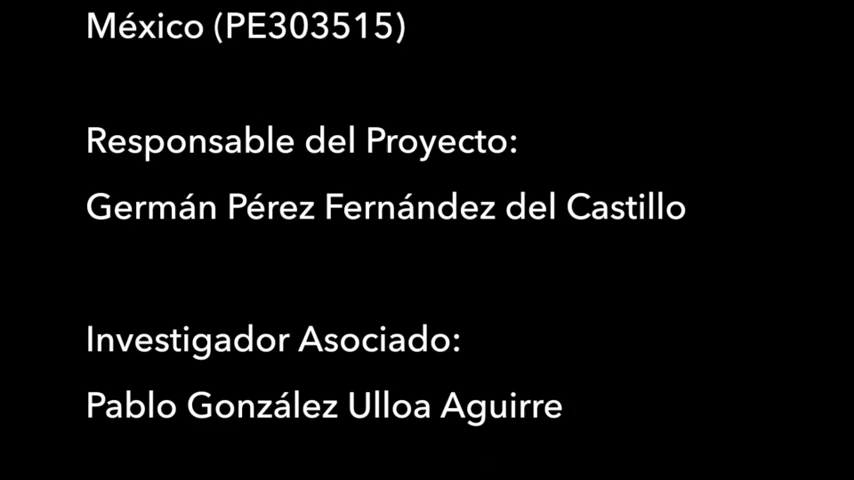 México (PE303515)
Responsable del Proyecto:
Germán Pérez Fernández del Castillo
Investigador Asociado:
Pablo González Ulloa Aguirre